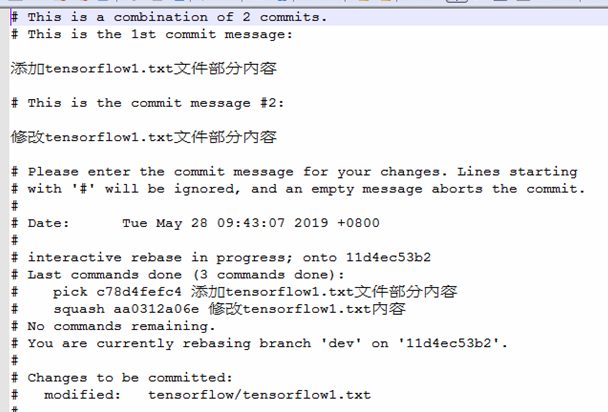 # This is a combination of 2 commits.
# This is the 1st commit message:
添加tensorflow1.txt文件部分内容
# This is the commit message #2:
修改tensorflow1.txt文件部分内容
# Please enter the commit message for your changes. Lines starting
# with '#' will be ignored, and an empty message aborts the commit.
#
# Date:      Tue May 28 09:43:07 2019 +0800
#
# interactive rebase in progress; onto 11d4ec53b2
# Last commands done (3 commands done):
#    pick c78d4fefc4 添加tensorflow1.txt文件部分内容
#    squash aa0312a06e 修改tensorflow1.txt内容
# No commands remaining.
# You are currently rebasing branch 'dev' on '11d4ec53b2'.
#
# Changes to be committed:
#   modified:   tensorflow/tensorflow1.txt
#